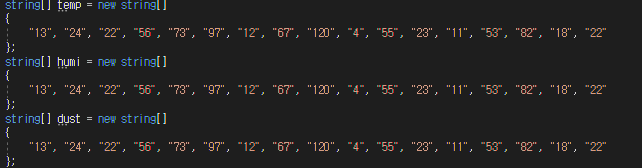 string[] temp = new string[]
{
"13", "24", "22", "56", "73", "97", "12", "67", "120", "4", "55", "23", "11", "53", "82", "18", "22"
};
string[] humi = new string[]
{
"13", "24", "22", "56", "73", "97", "12", "67", "120", "4", "55", "23", "11", "53", "82", "18", "22"
};
string[] dust = new string[]
{
"13", "24", "22", "56", "73", "97", "12", "67", "120", "4", "55", "23", "11", "53", "82", "18", "22"
};